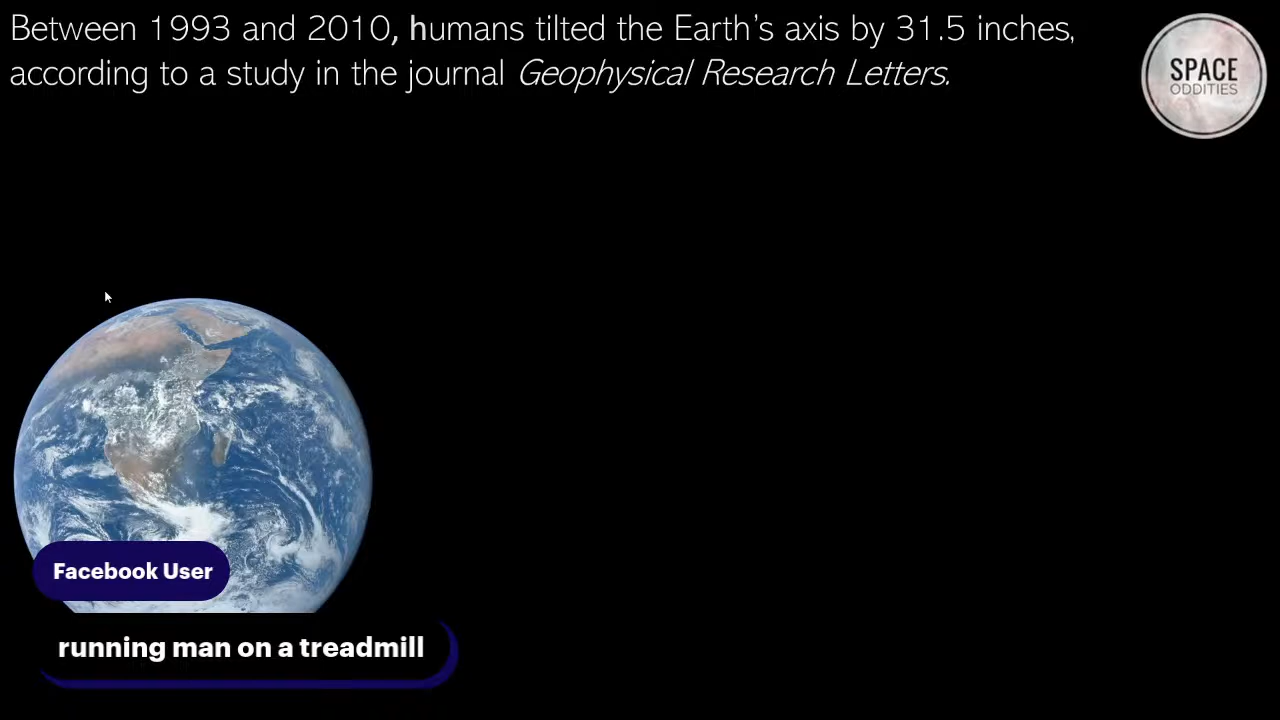 Between 1993 and 2010, humans tilted the Earth’s axis by 31.5 inches,
according to a study in the journal Geophysical Research Letters.
SPACE
ODDITIES
Facebook User
running man on a treadmill